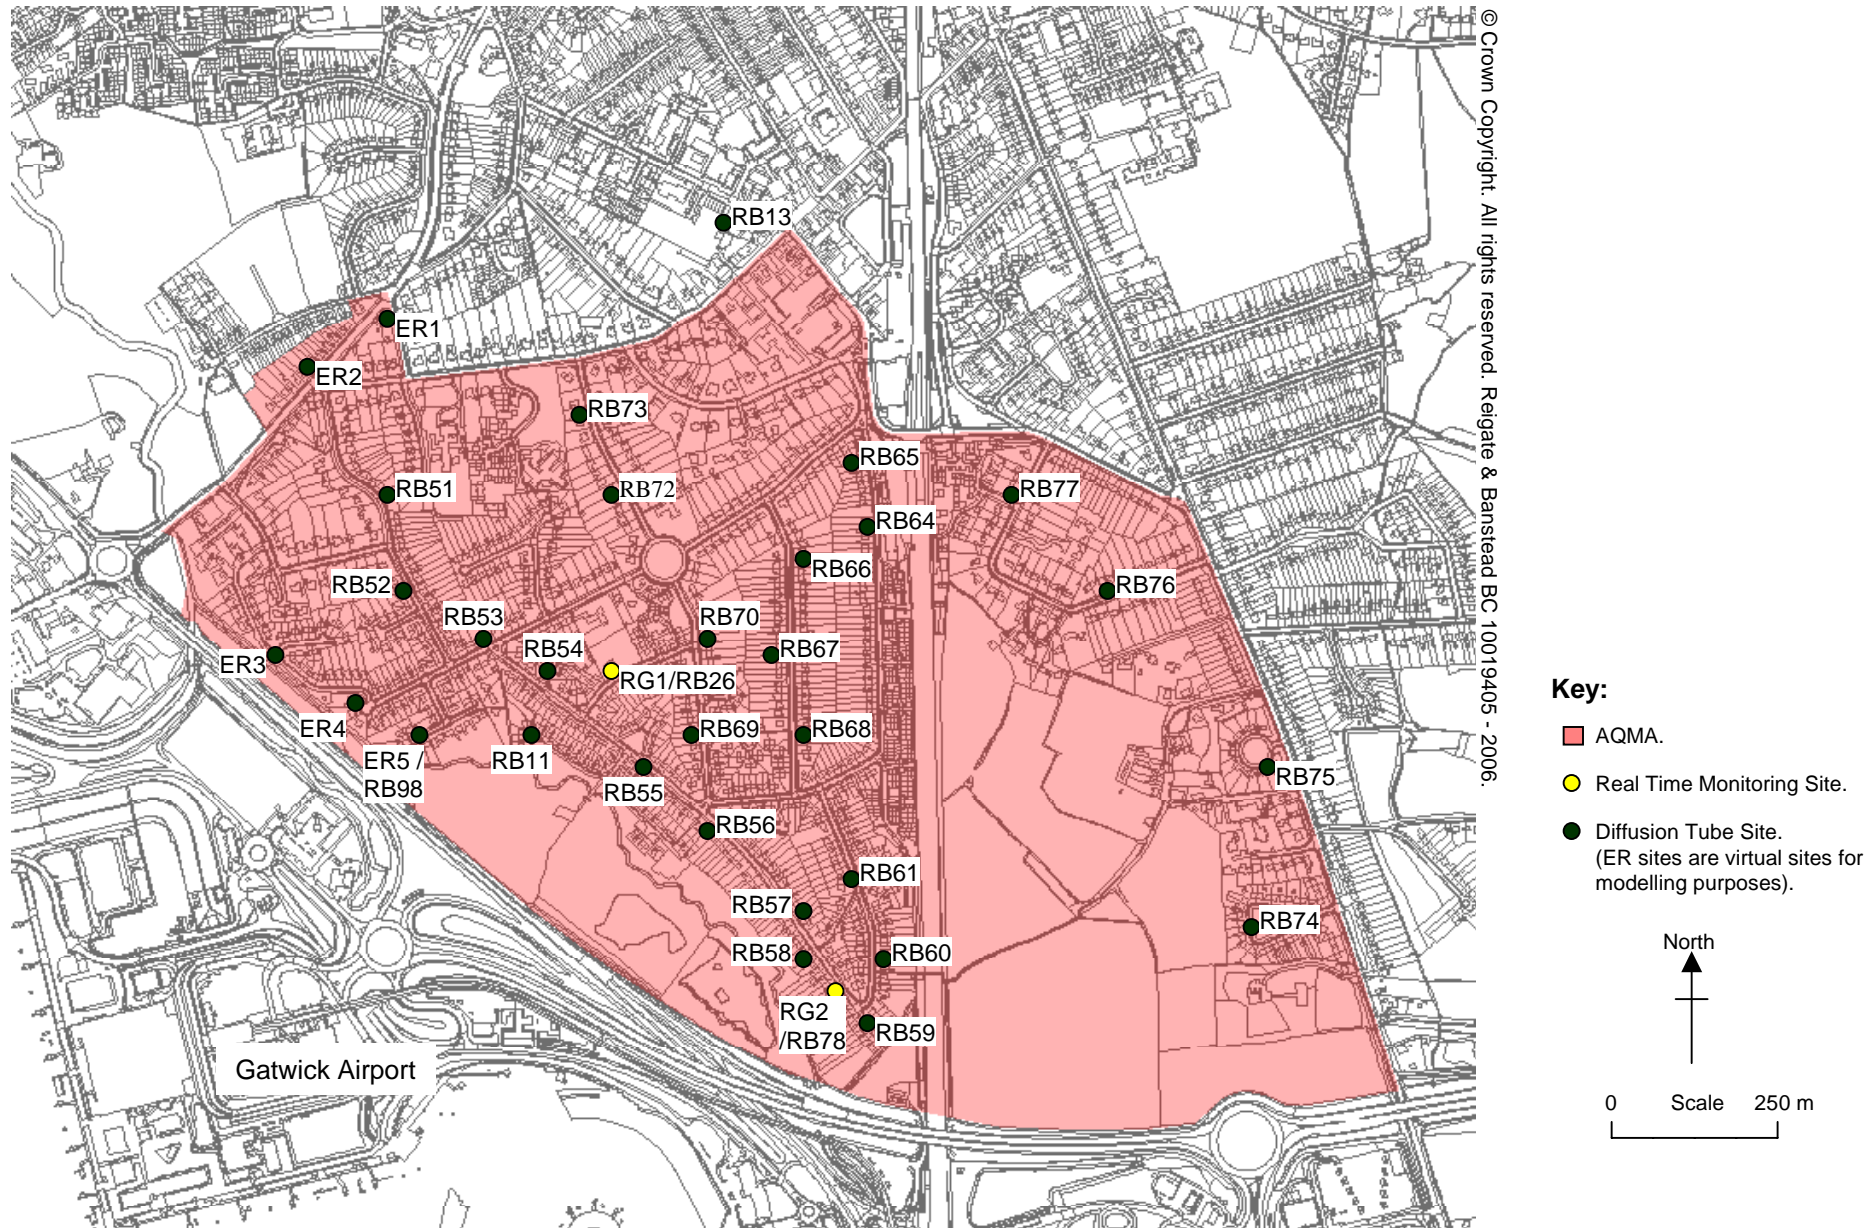 © Crown Copyright. All rights reserved. Reigate & Banstead BC 100194405 - 2006.
RB13
ER1
ER2
RB73
RB65
RB51
RB72
RB77
RB64
RB66
RB52
RB76
RB53
RB70
RB54
RB67
ER3
RG1/RB26
ER4
RB69
RB68
ER5 /
RB98
RB11
RB55
RB75
RB56
RB61
RB57
RB74
RB58
RB60
RG2
/RB78
RB59
Gatwick Airport
Key:
AQMA.
Real Time Monitoring Site.
Diffusion Tube Site.
(ER sites are virtual sites for
modelling purposes).
North
0 Scale 250 m